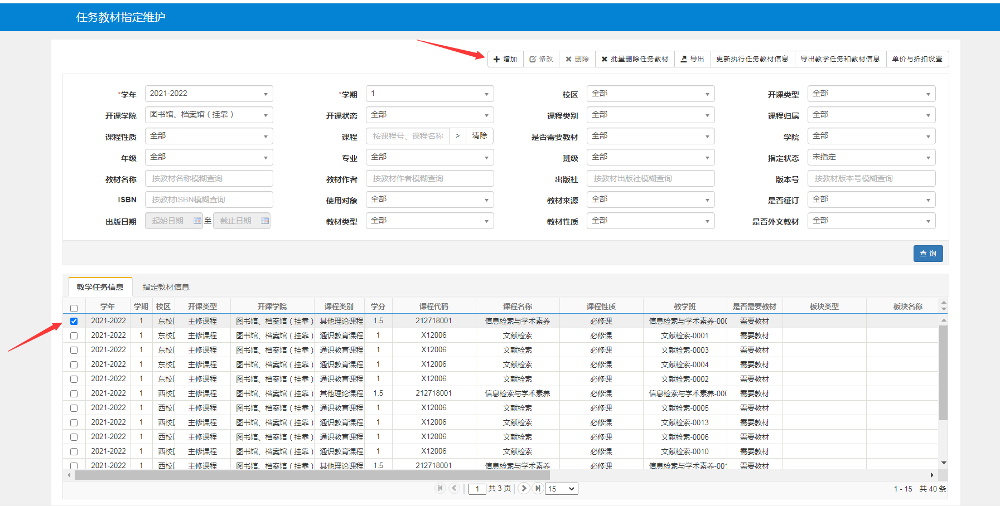 任务教材指定维护
增加 修改 删除 批量删除任务教材 导出 更新执行任务教材信息 导出教学任务和教材信息 单价与折扣设置
*学年 2021-2022 *学期 1 校区 全部 开课类型 全部
开课学院 图书馆、档案馆（挂靠） 开课状态 全部 课程类别 全部 课程归属 全部
课程性质 全部 课程 按课程号、课程名称 > 清除 是否需要教材 全部 学院 全部
年级 全部 专业 全部 班级 全部 指定状态 未指定
教材名称 按教材名称模糊查询 教材作者 按教材作者模糊查询 出版社 按教材出版社模糊查询 版本号 按教材版本号模糊查询
ISBN 按教材ISBN模糊查询 使用对象 全部 教材来源 全部 是否征订 全部
出版日期 起始日期 至 截止日期 教材类型 全部 教材性质 全部 是否外文教材 全部
查 询
教学任务信息 指定教材信息
学年 学期 校区 开课类型 开课学院 课程类别 学分 课程代码 课程名称 课程性质 教学班 是否需要教材 板块类型 板块名称
2021-2022 1 东校 主修课程 图书馆、档案馆（挂靠） 其他理论课程 1.5 212718001 信息检索与学术素养 必修课 信息检索与学术素养-000 需要教材
2021-2022 1 东校 主修课程 图书馆、档案馆（挂靠） 通识教育课程 1 X12006 文献检索 必修课 文献检索-0001 需要教材
2021-2022 1 东校 主修课程 图书馆、档案馆（挂靠） 通识教育课程 1 X12006 文献检索 必修课 文献检索-0003 需要教材
2021-2022 1 东校 主修课程 图书馆、档案馆（挂靠） 通识教育课程 1 X12006 文献检索 必修课 文献检索-0004 需要教材
2021-2022 1 东校 主修课程 图书馆、档案馆（挂靠） 通识教育课程 1 X12006 文献检索 必修课 文献检索-0002 需要教材
2021-2022 1 西校 主修课程 图书馆、档案馆（挂靠） 其他理论课程 1.5 212718001 信息检索与学术素养 必修课 信息检索与学术素养-000 需要教材
2021-2022 1 西校 主修课程 图书馆、档案馆（挂靠） 通识教育课程 1 X12006 文献检索 必修课 文献检索-0005 需要教材
2021-2022 1 西校 主修课程 图书馆、档案馆（挂靠） 通识教育课程 1 X12006 文献检索 必修课 文献检索-0013 需要教材
2021-2022 1 西校 主修课程 图书馆、档案馆（挂靠） 通识教育课程 1 X12006 文献检索 必修课 文献检索-0006 需要教材
2021-2022 1 西校 主修课程 图书馆、档案馆（挂靠） 通识教育课程 1 X12006 文献检索 必修课 文献检索-0010 需要教材
2021-2022 1 西校 主修课程 图书馆、档案馆（挂靠） 其他理论课程 1.5 212718001 信息检索与学术素养 必修课 信息检索与学术素养-001 需要教材
1 共 3 页 15 1 - 15 共 40 条